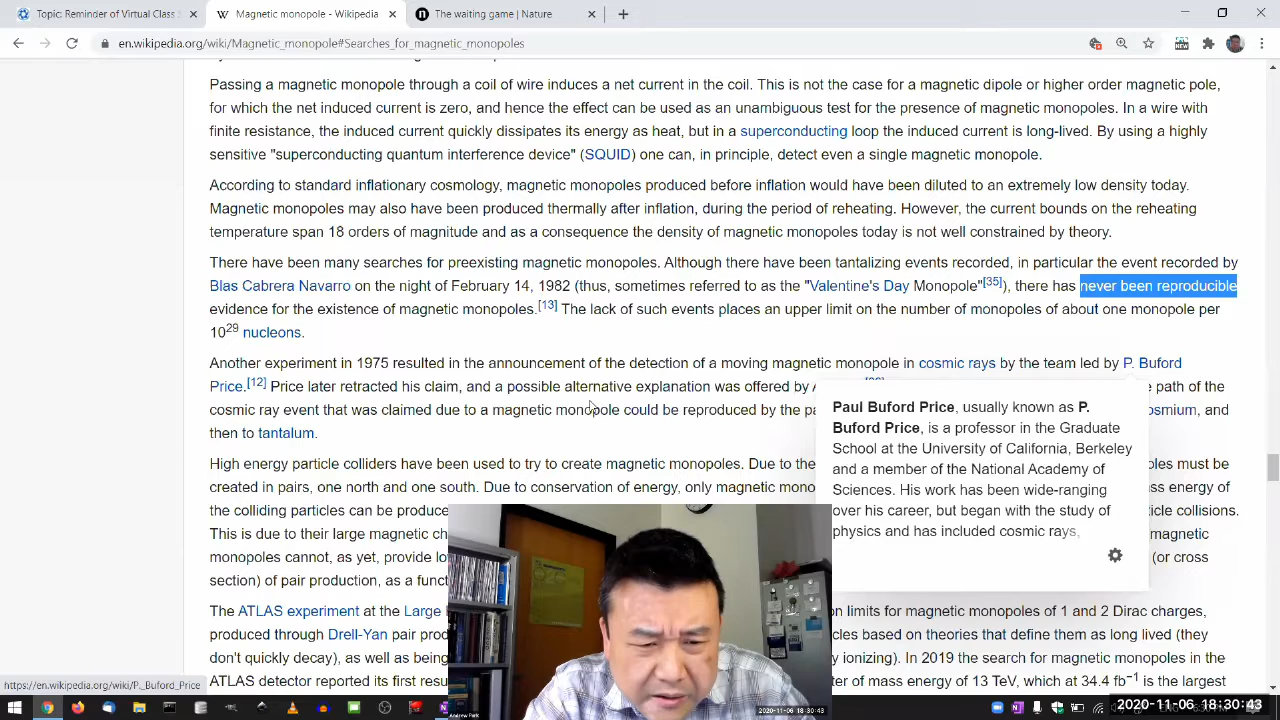 Topic: Reminder of Virtual Class S
Magnetic monopole - Wikipedia
The waiting game | Nature
en.wikipedia.org/wiki/Magnetic_monopole#Searches_for_magnetic_monopoles
Passing a magnetic monopole through a coil of wire induces a net current in the coil. This is not the case for a magnetic dipole or higher order magnetic pole,
for which the net induced current is zero, and hence the effect can be used as an unambiguous test for the presence of magnetic monopoles. In a wire with
finite resistance, the induced current quickly dissipates its energy as heat, but in a superconducting loop the induced current is long-lived. By using a highly
sensitive "superconducting quantum interference device" (SQUID) one can, in principle, detect even a single magnetic monopole.
According to standard inflationary cosmology, magnetic monopoles produced before inflation would have been diluted to an extremely low density today.
Magnetic monopoles may also have been produced thermally after inflation, during the period of reheating. However, the current bounds on the reheating
temperature span 18 orders of magnitude and as a consequence the density of magnetic monopoles today is not well constrained by theory.
There have been many searches for preexisting magnetic monopoles. Although there have been tantalizing events recorded, in particular the event recorded by
Blas Cabrera Navarro on the night of February 14, 1982 (thus, sometimes referred to as the "Valentine's Day Monopole"[35]), there has never been reproducible
evidence for the existence of magnetic monopoles.[13] The lack of such events places an upper limit on the number of monopoles of about one monopole per
10²⁹ nucleons.
Another experiment in 1975 resulted in the announcement of the detection of a moving magnetic monopole in cosmic rays by the team led by P. Buford
Price.[12] Price later retracted his claim, and a possible alternative explanation was offered by path of the
cosmic ray event that was claimed due to a magnetic monopole could be reproduced by the pa osmium, and
then to tantalum.
High energy particle colliders have been used to try to create magnetic monopoles. Due to the oles must be
created in pairs, one north and one south. Due to conservation of energy, only magnetic mono ss energy of
the colliding particles can be produce ticle collisions.
This is due to their large magnetic ch magnetic
monopoles cannot, as yet, provide lo (or cross
section) of pair production, as a funct
The ATLAS experiment at the Large on limits for magnetic monopoles of 1 and 2 Dirac charges,
produced through Drell-Yan pair prod cles based on theories that define them as long lived (they
don't quickly decay), as well as being y ionizing). In 2019 the search for magnetic monopoles in the
ATLAS detector reported its first resu ter of mass energy of 13 TeV, which at 34.4 fb⁻¹ is the largest
Paul Buford Price, usually known as P.
Buford Price, is a professor in the Graduate
School at the University of California, Berkeley
and a member of the National Academy of
Sciences. His work has been wide-ranging
over his career, but began with the study of
physics and has included cosmic rays,
https://en.wikipedia.org/wiki/P._Buford_Price
Andrew Park
2020-11-06 18:30:43
2020-11-06 18:30:43